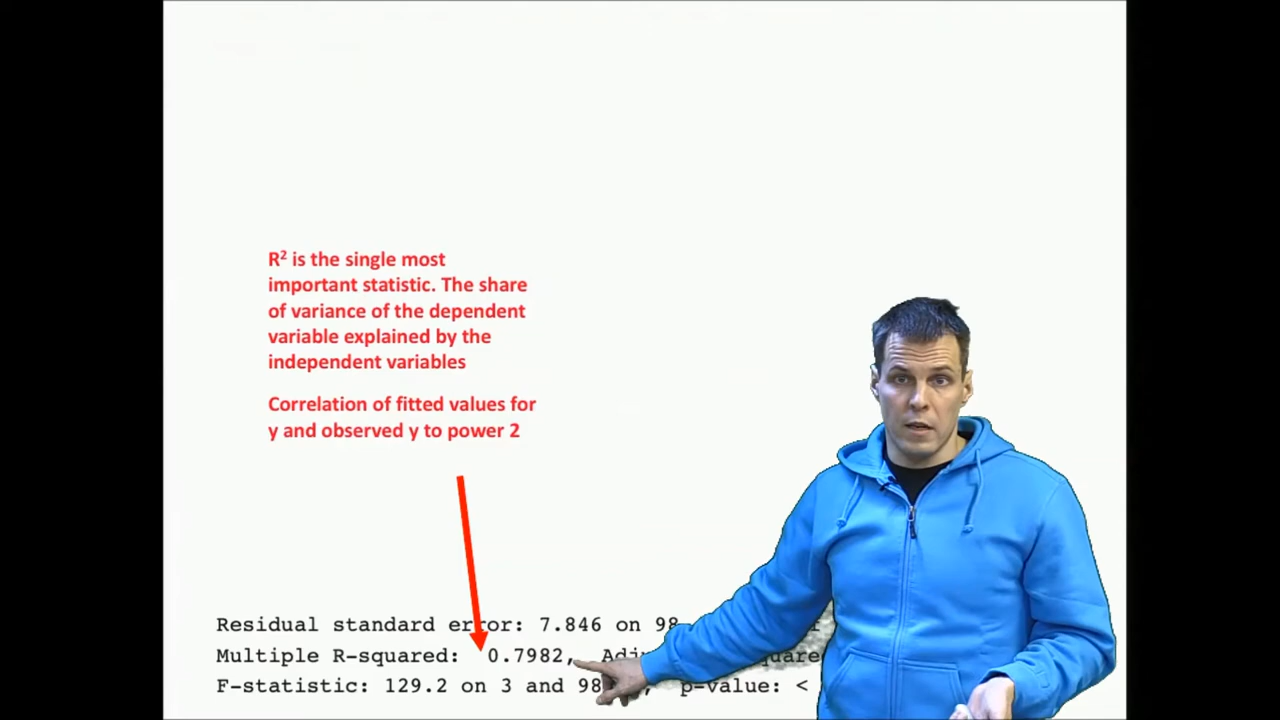 R² is the single most
important statistic. The share
of variance of the dependent
variable explained by the
independent variables
Correlation of fitted values for
y and observed y to power 2
Residual standard error: 7.846 on 98
Multiple R-squared: 0.7982,
F-statistic: 129.2 on 3 and 98 p-value: <